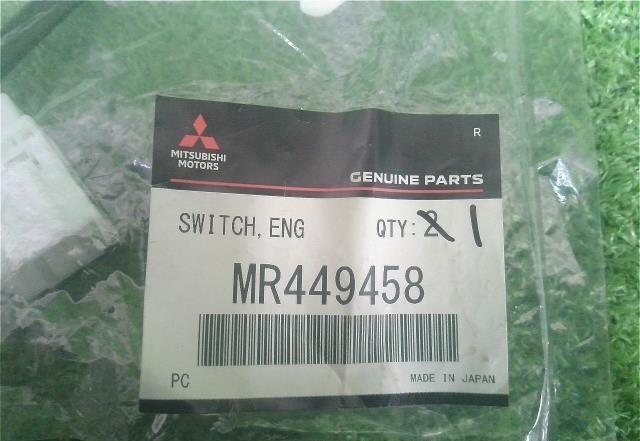 R
MITSUBISHI
MOTORS
GENUINE PARTS
SWITCH, ENG QTY: 2 1
MR449458
PC MADE IN JAPAN